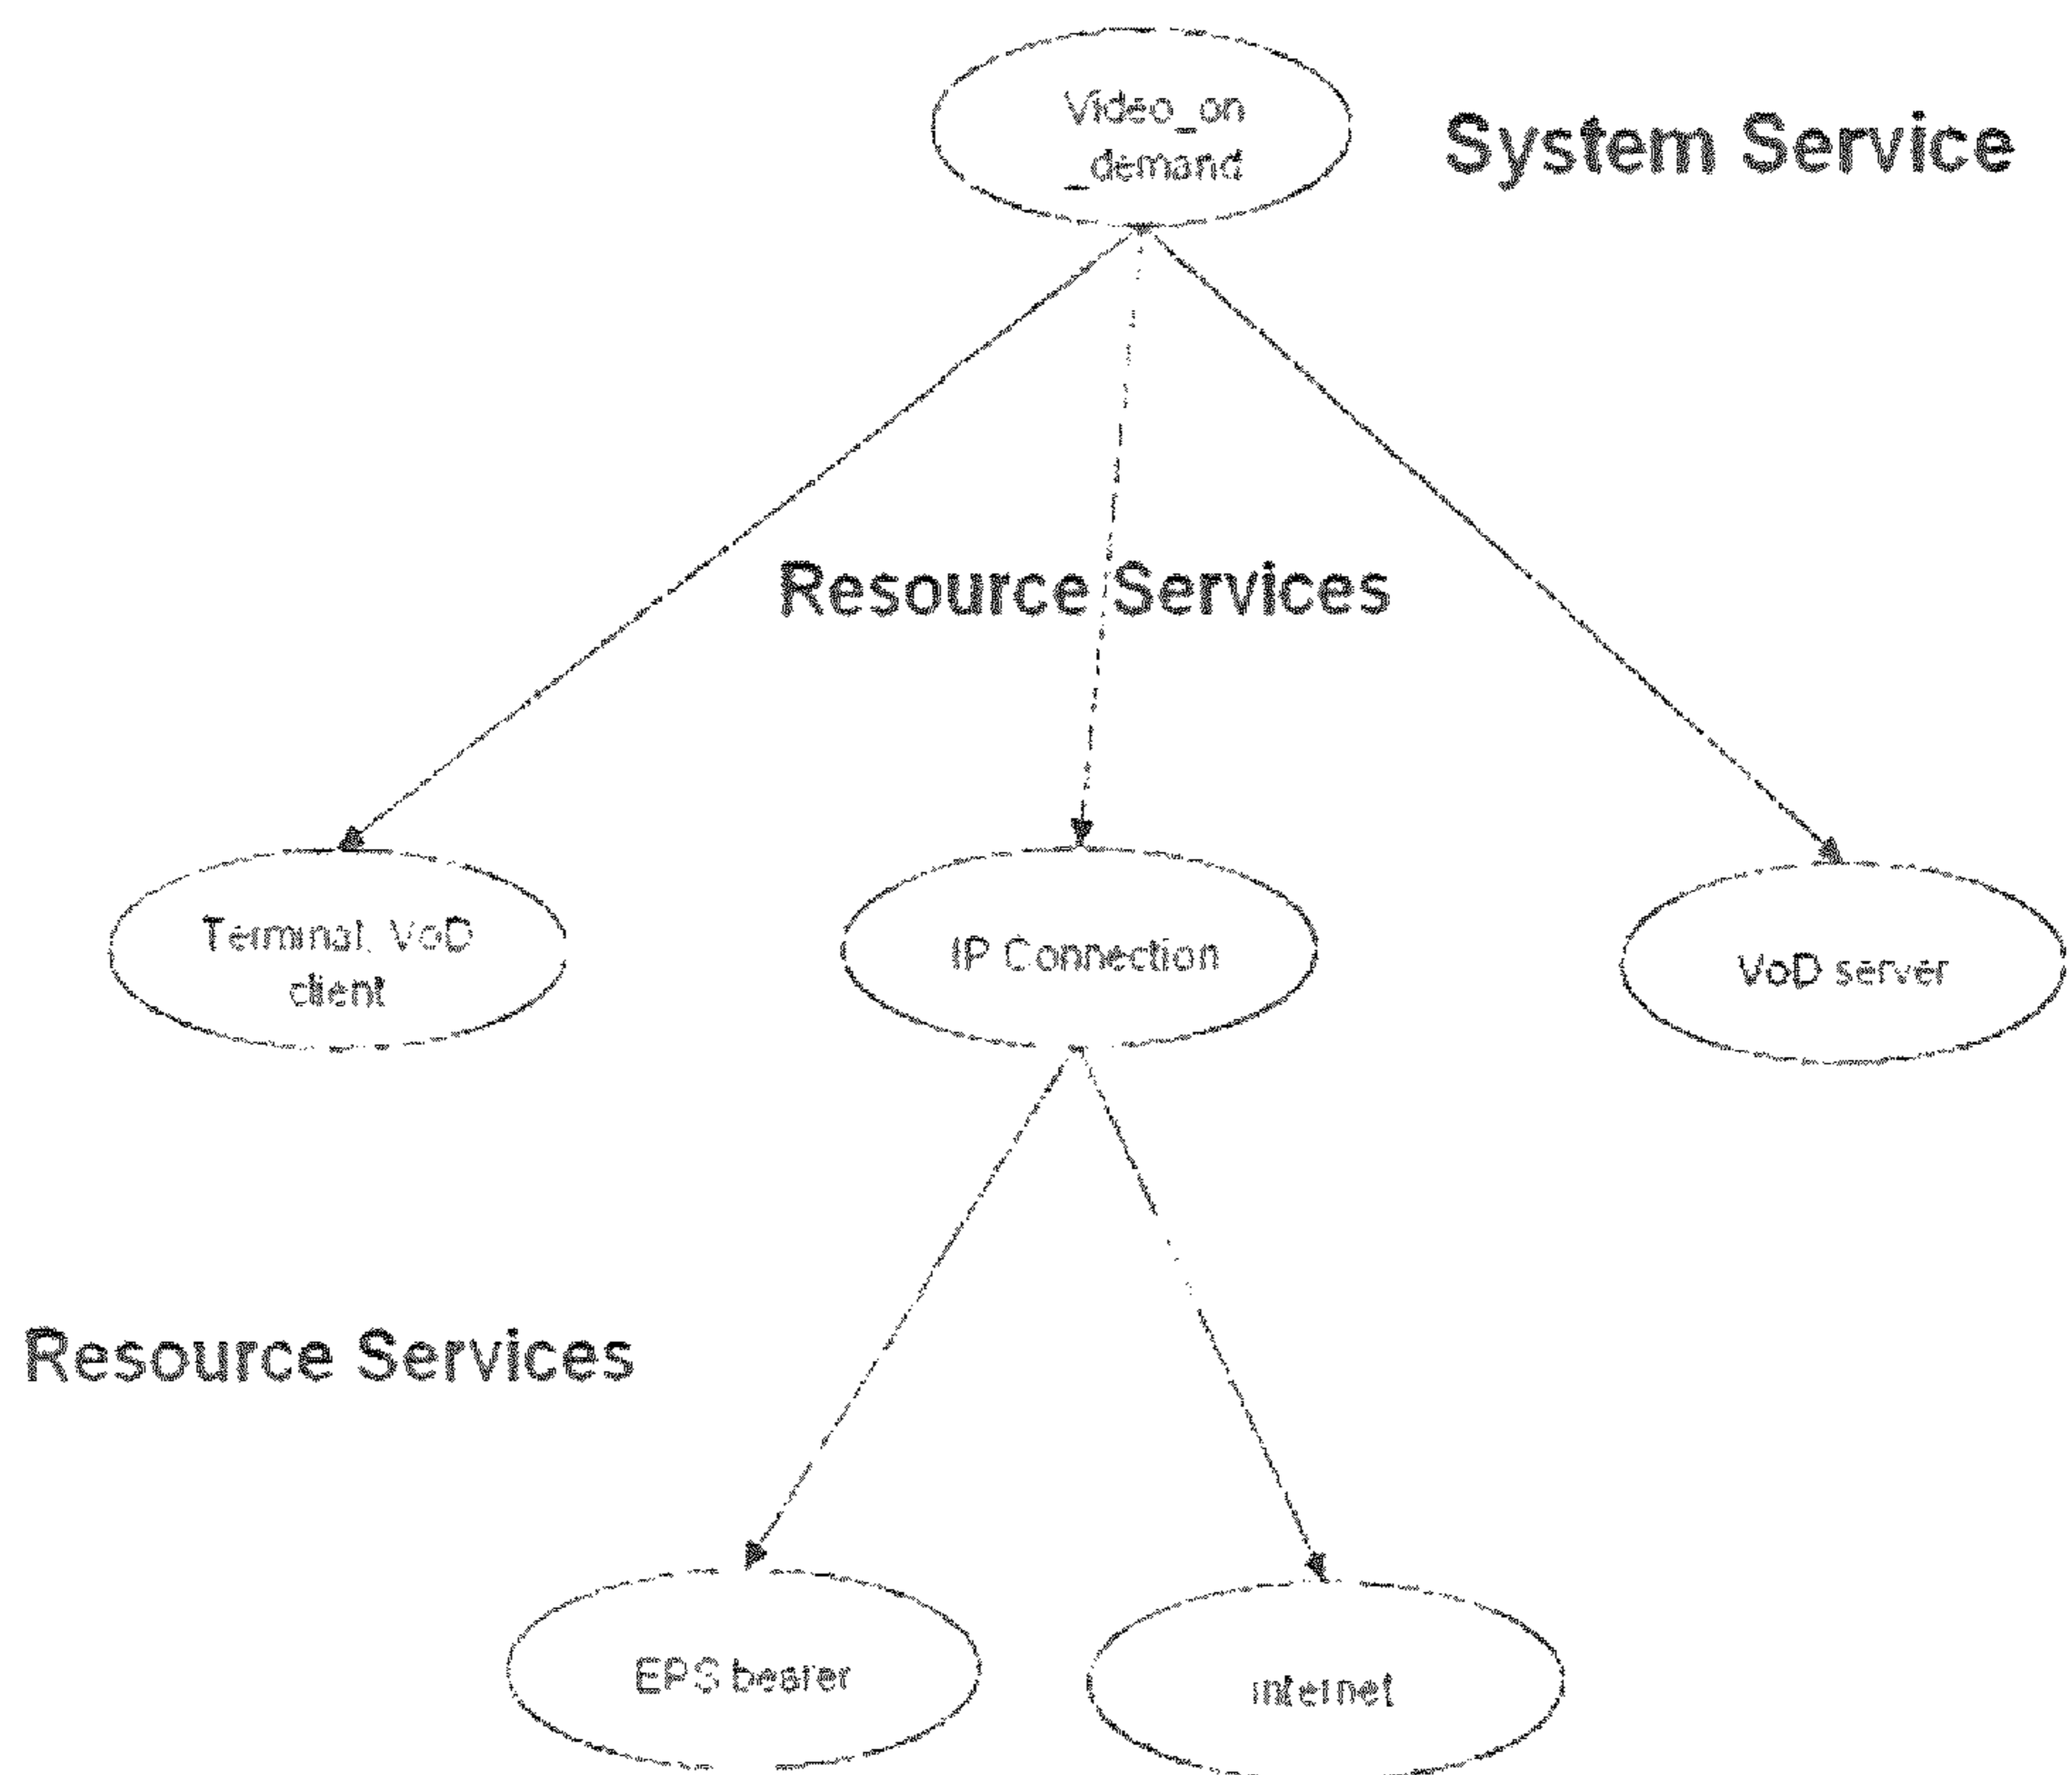 Video_on
_demand
System Service
Resource Services
Terminal, VoD
client
IP Connection
VoD server
Resource Services
EPS bearer
internet